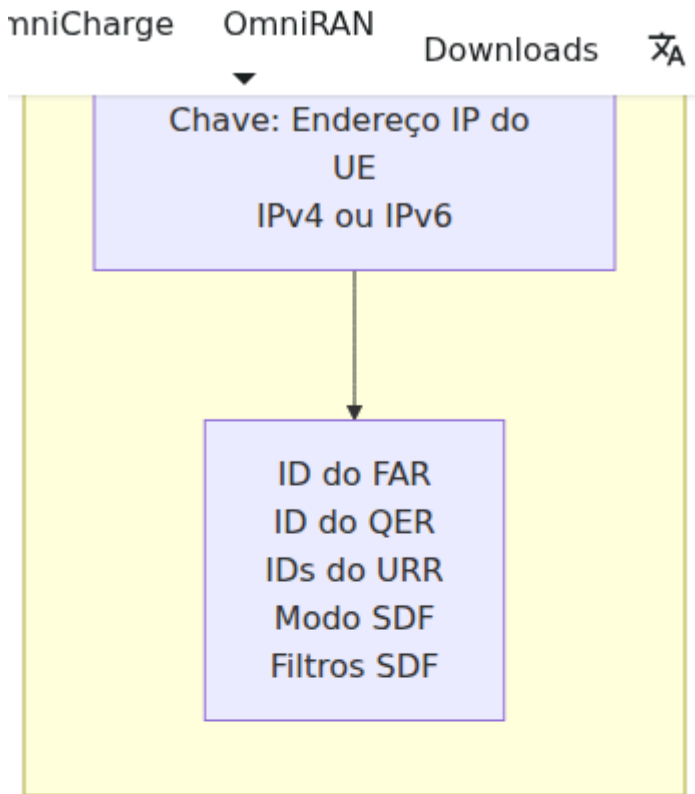 mniCharge
OmniRAN
Downloads
Chave: Endereço IP do
UE
IPv4 ou IPv6
ID do FAR
ID do QER
IDs do URR
Modo SDF
Filtros SDF